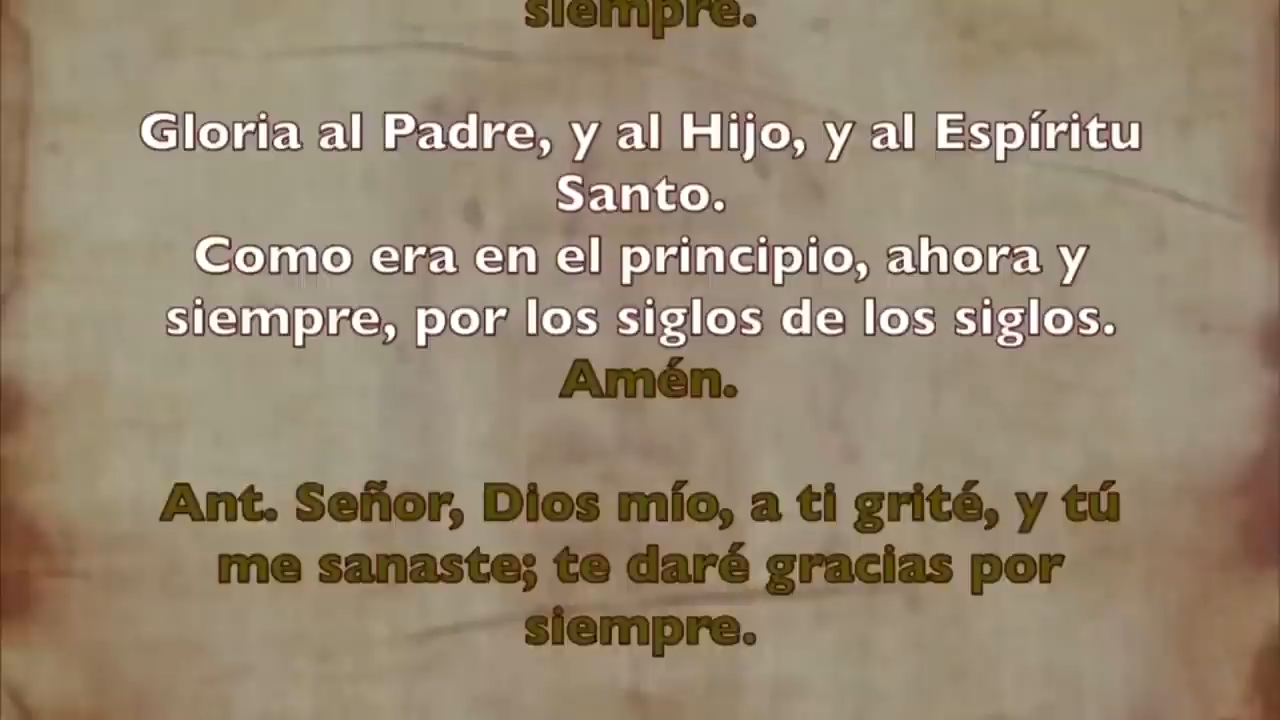 siempre.
Gloria al Padre, y al Hijo, y al Espíritu
Santo.
Como era en el principio, ahora y
siempre, por los siglos de los siglos.
Amén.
Ant. Señor, Dios mío, a ti grité, y tú
me sanaste; te daré gracias por
siempre.